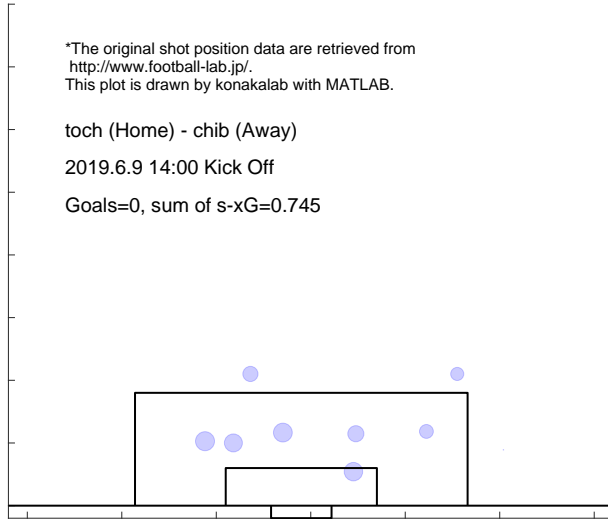 *The original shot position data are retrieved from
http://www.football-lab.jp/.
This plot is drawn by konakalab with MATLAB.
toch (Home) - chib (Away)
2019.6.9 14:00 Kick Off
Goals=0, sum of s-xG=0.745